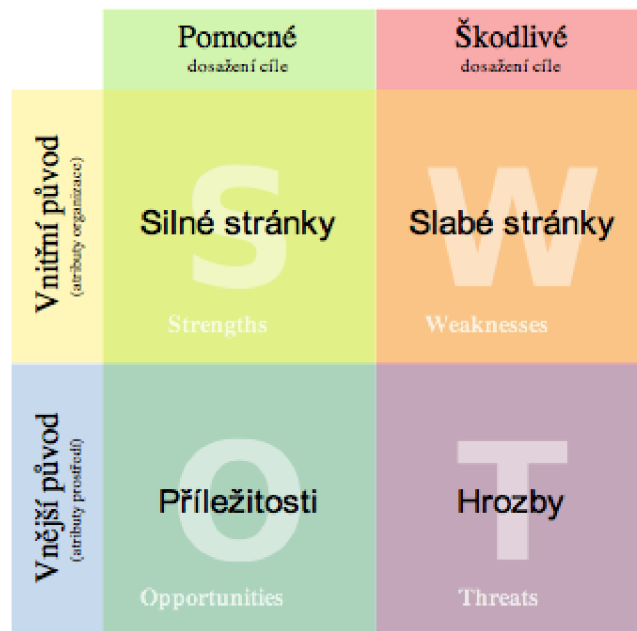 Pomocné
dosažení cíle
Škodlivé
dosažení cíle
Vnitřní původ
(atributy organizace)
S
Silné stránky
Strengths
W
Slabé stránky
Weaknesses
Vnější původ
(atributy prostředí)
O
Příležitosti
Opportunities
T
Hrozby
Threats